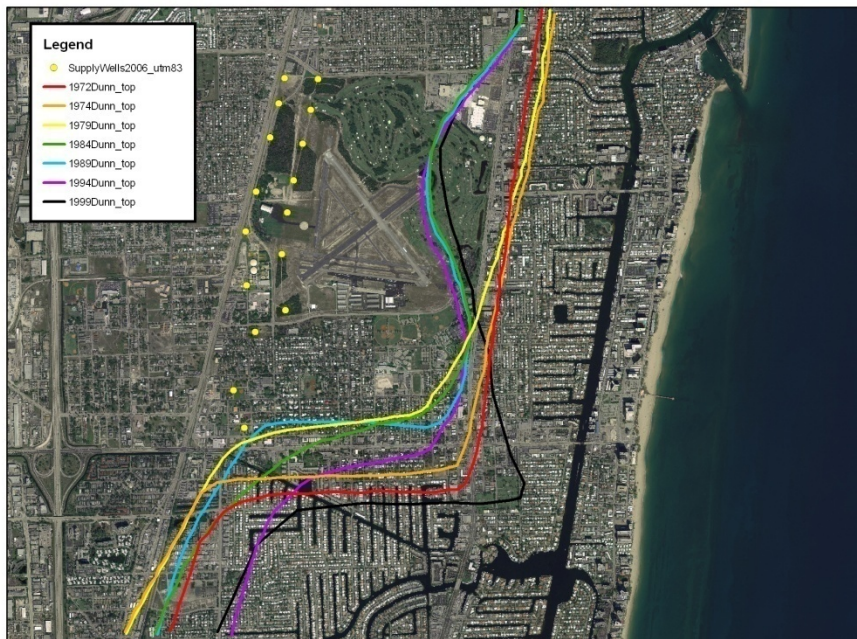 Legend
SupplyWells2006_utm83
1972Dunn_top
1974Dunn_top
1979Dunn_top
1984Dunn_top
1989Dunn_top
1994Dunn_top
1999Dunn_top